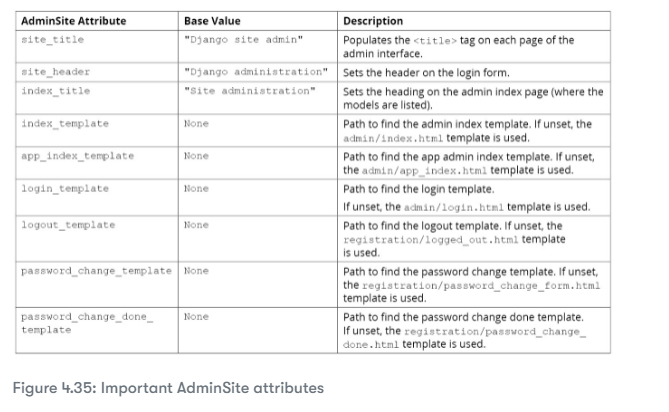 AdminSite Attribute Base Value Description
site_title "Django site admin" Populates the <title> tag on each page of the
admin interface.
site_header "Django administration" Sets the header on the login form.
index_title "Site administration" Sets the heading on the admin index page (where the
models are listed).
index_template None Path to find the admin index template. If unset, the
admin/index.html template is used.
app_index_template None Path to find the app admin index template. If unset,
the admin/app_index.html template is used.
login_template None Path to find the login template.
If unset, the admin/login.html template is used.
logout_template None Path to find the logout template. If unset, the
registration/logged_out.html template
is used.
password_change_template None Path to find the password change template. If unset,
the registration/password_change_form.html
template is used.
password_change_done_ None Path to find the password change done template.
template If unset, the registration/password_change_
done.html template is used.
Figure 4.35: Important AdminSite attributes